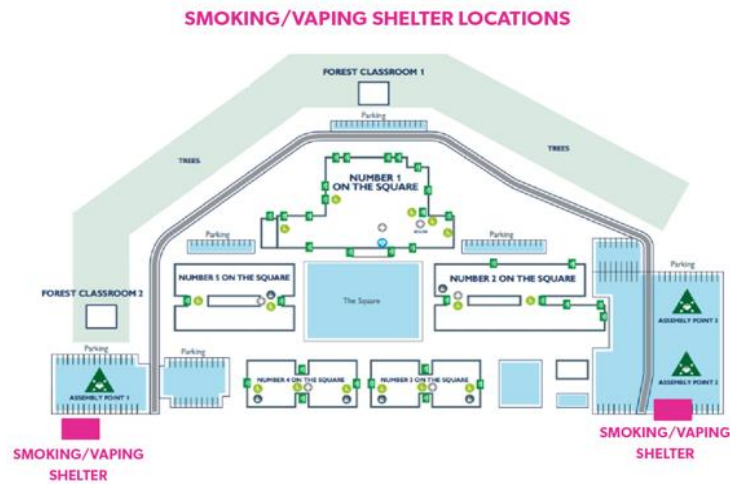 SMOKING/VAPING SHELTER LOCATIONS
FOREST CLASSROOM 1
Parking
TREES
TREES
NUMBER 1
ON THE SQUARE
Parking
Parking
Parking
NUMBER 5 ON THE SQUARE
NUMBER 2 ON THE SQUARE
FOREST CLASSROOM 2
The Square
ASSEMBLY POINT 3
Parking
Parking
NUMBER 4 ON THE SQUARE
NUMBER 3 ON THE SQUARE
ASSEMBLY POINT 1
ASSEMBLY POINT 2
SMOKING/VAPING
SHELTER
SMOKING/VAPING
SHELTER